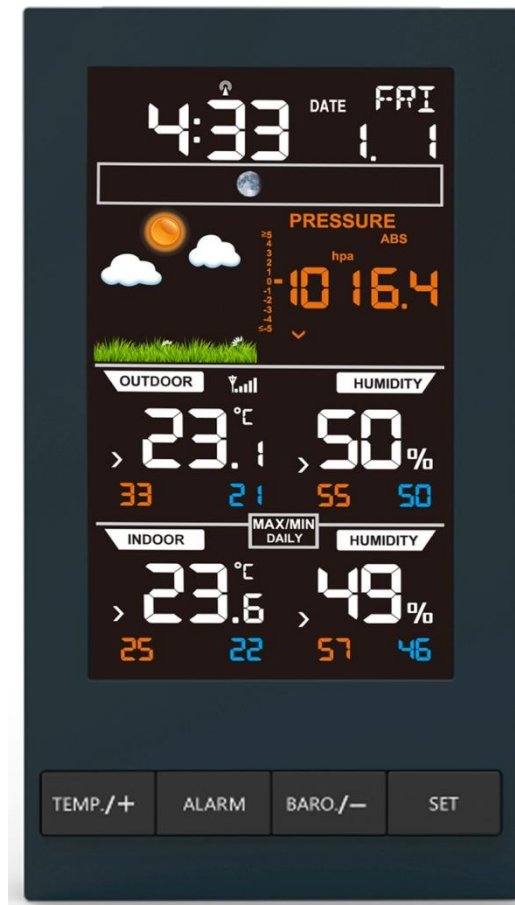 4:33 DATE FRI
1. 1
PRESSURE
ABS
hpa
≥5
4
3
2
1
0
-1
-2
-3
-4
≤-5
1016.4
OUTDOOR HUMIDITY
23.1 °C 50%
33 21 55 50
MAX/MIN
DAILY
INDOOR HUMIDITY
23.6 °C 49%
25 22 57 46
TEMP./+ ALARM BARO./− SET